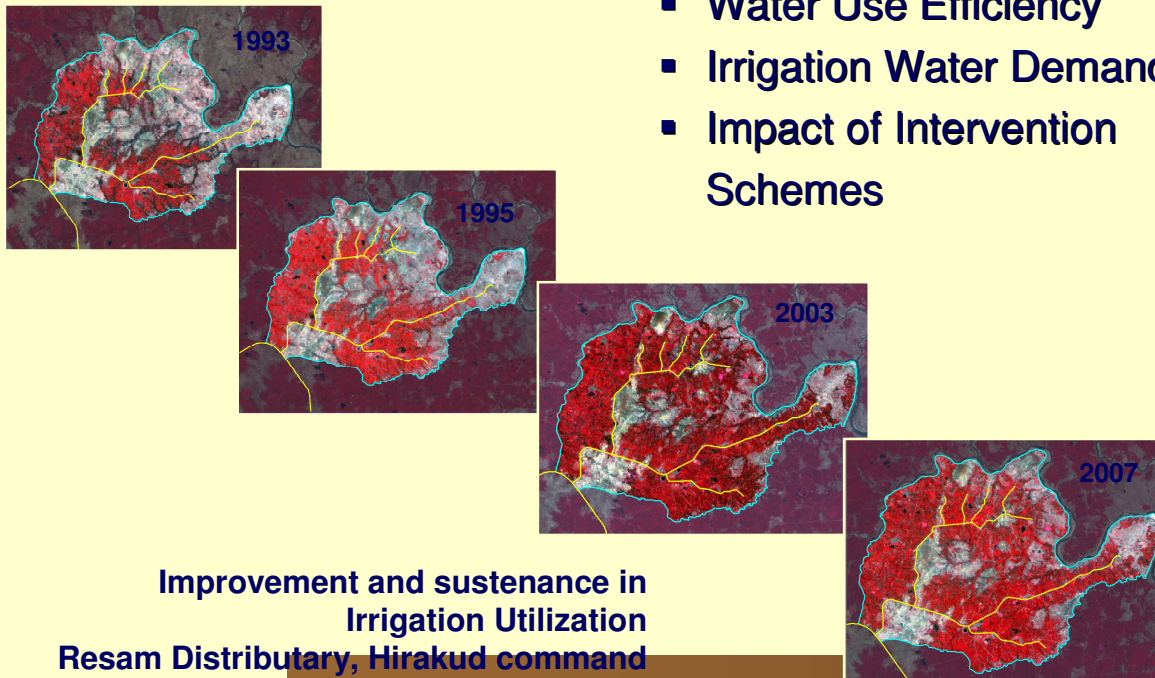 Water Use Efficiency
Irrigation Water Deman
Impact of Intervention
Schemes
1993
1995
2003
2007
Improvement and sustenance in
Irrigation Utilization
Resam Distributary, Hirakud command